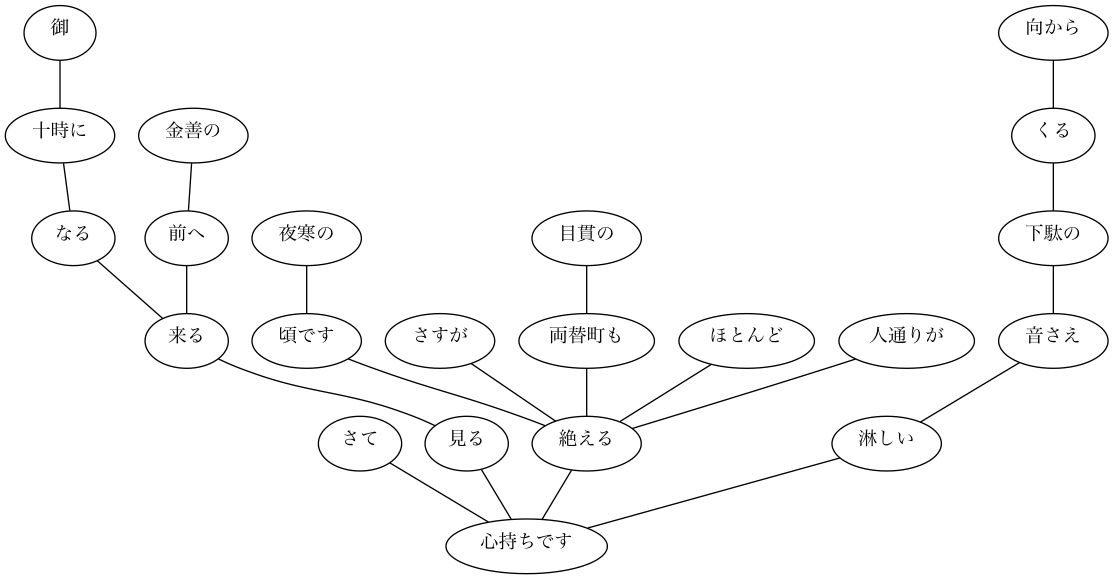 御
向から
十時に
金善の
くる
なる
前へ
夜寒の
目貫の
下駄の
来る
頃です
さすが
両替町も
ほとんど
人通りが
音さえ
さて
見る
絶える
淋しい
心持ちです